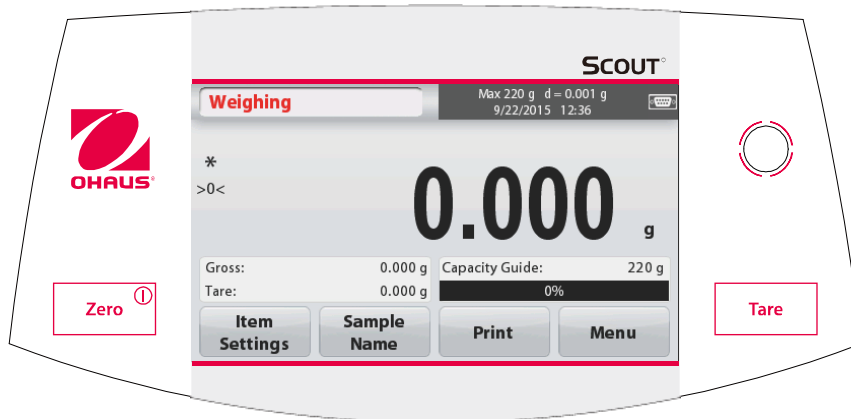 SCOUT
Weighing
Max 220 g d = 0.001 g
9/22/2015 12:36
OHAUS
*
>0<
0.000 g
Gross: 0.000 g
Tare: 0.000 g
Capacity Guide: 220 g
0%
Zero
Item Settings
Sample Name
Print
Menu
Tare